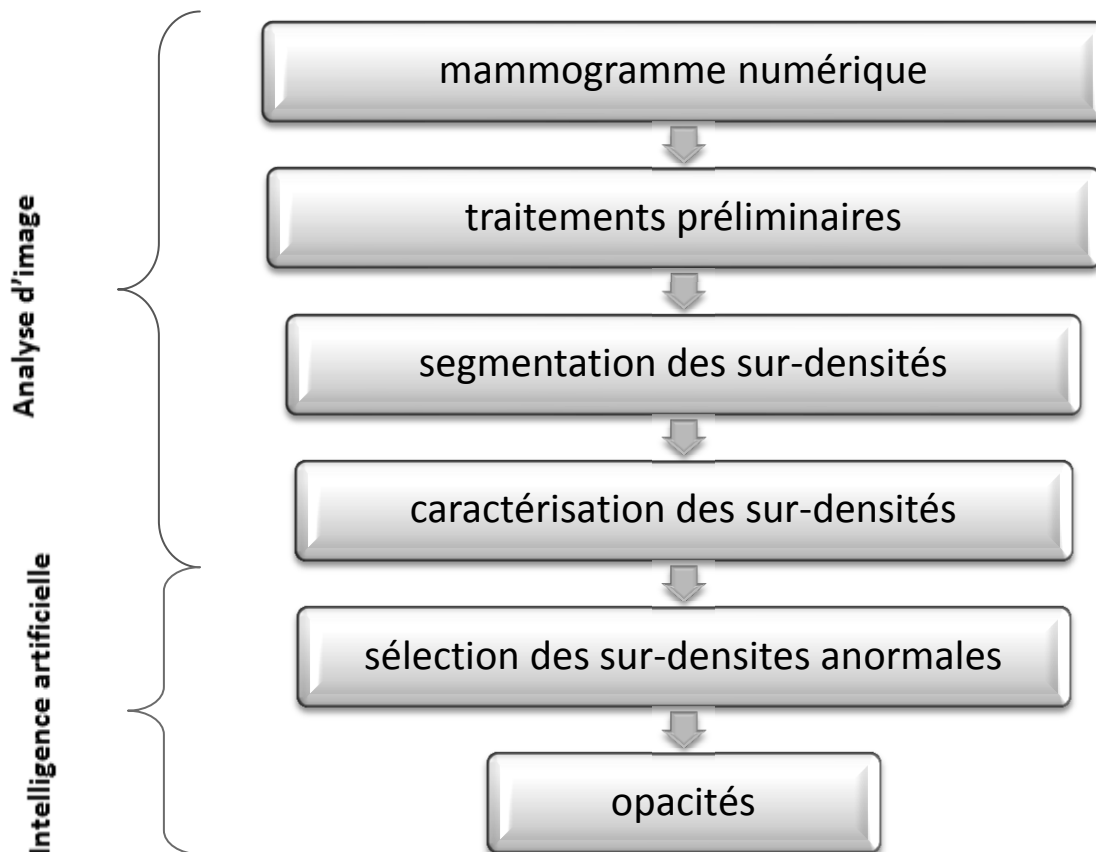 Analyse d'image
mammogramme numérique
traitements préliminaires
segmentation des sur-densités
caractérisation des sur-densités
Intelligence artificielle
sélection des sur-densites anormales
opacités